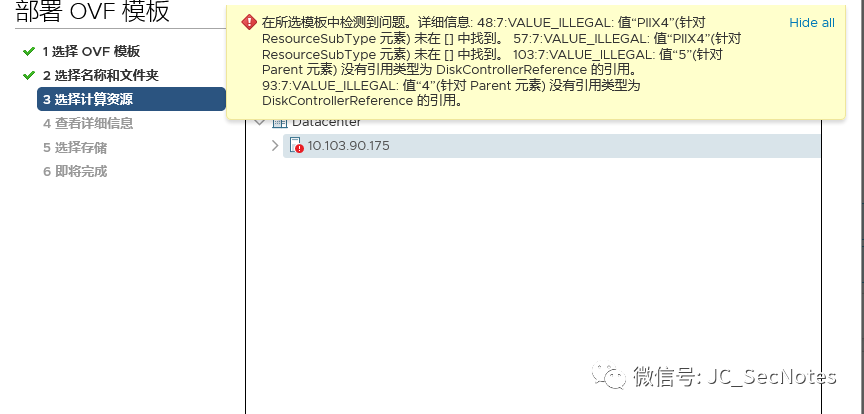 部署 OVF 模板
1 选择 OVF 模板
2 选择名称和文件夹
3 选择计算资源
4 查看详细信息
5 选择存储
6 即将完成
在所选模板中检测到问题。详细信息: 48:7:VALUE_ILLEGAL: 值“PIIX4”(针对
ResourceSubType 元素) 未在 [] 中找到。 57:7:VALUE_ILLEGAL: 值“PIIX4”(针对
ResourceSubType 元素) 未在 [] 中找到。 103:7:VALUE_ILLEGAL: 值“5”(针对
Parent 元素) 没有引用类型为 DiskControllerReference 的引用。
93:7:VALUE_ILLEGAL: 值“4”(针对 Parent 元素) 没有引用类型为
DiskControllerReference 的引用。
Hide all
Datacenter
10.103.90.175
微信号: JC_SecNotes